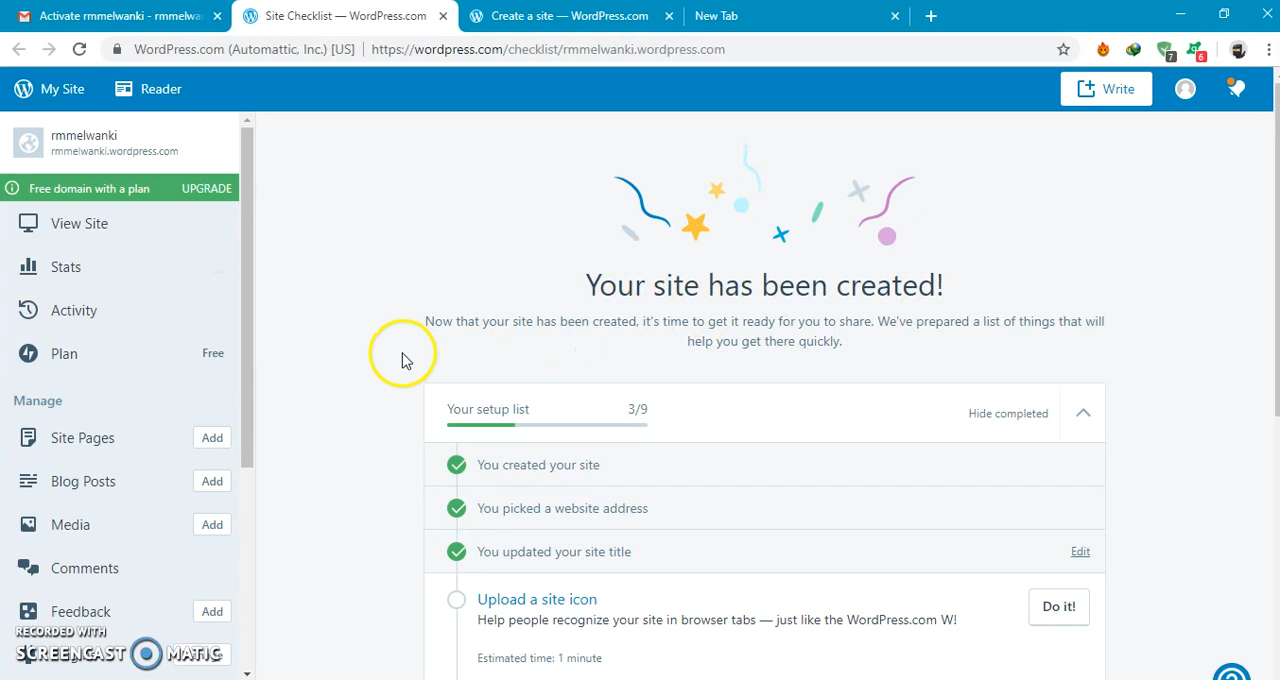 Activate rmmelwanki - rmmelwan
Site Checklist — WordPress.com
Create a site — WordPress.com
New Tab
WordPress.com (Automattic, Inc.) [US]
https://wordpress.com/checklist/rmmelwanki.wordpress.com
7
6
My Site
Reader
Write
rmmelwanki
rmmelwanki.wordpress.com
Free domain with a plan UPGRADE
View Site
Stats
Activity
Plan Free
Manage
Site Pages Add
Blog Posts Add
Media Add
Comments
Feedback Add
RECORDED WITH
SCREENCAST MATIC
Your site has been created!
Now that your site has been created, it's time to get it ready for you to share. We've prepared a list of things that will
help you get there quickly.
Your setup list 3/9 Hide completed
You created your site
You picked a website address
You updated your site title Edit
Upload a site icon
Help people recognize your site in browser tabs — just like the WordPress.com W!
Do it!
Estimated time: 1 minute